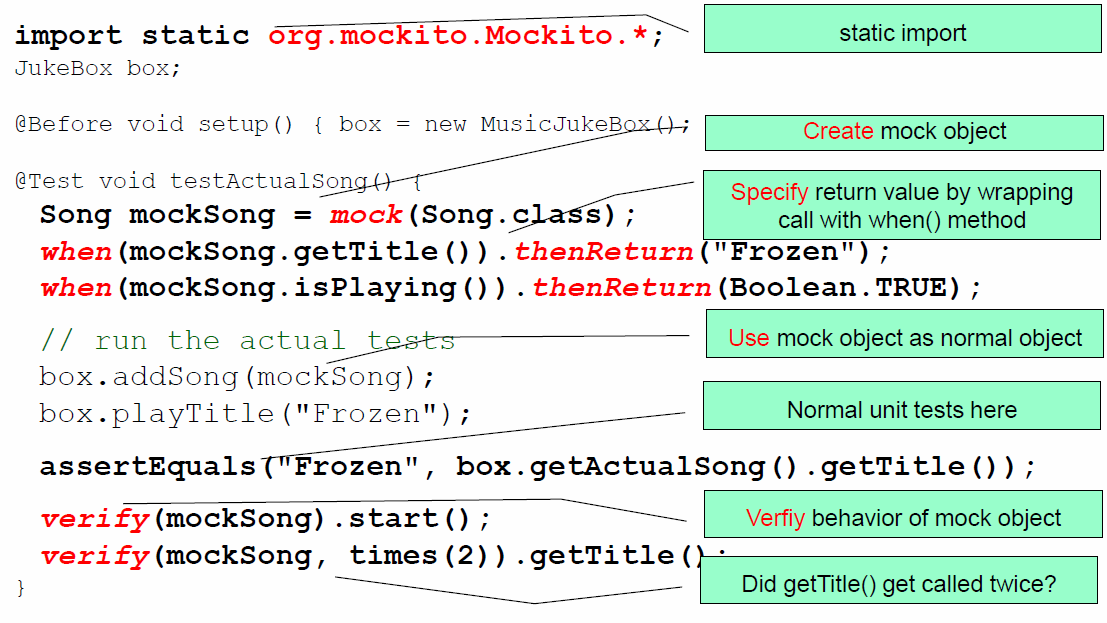 import static org.mockito.Mockito.*;
static import
JukeBox box;
@Before void setup() { box = new MusicJukeBox();
Create mock object
@Test void testActualSong() {
Song mockSong = mock(Song.class);
Specify return value by wrapping
call with when() method
when(mockSong.getTitle()).thenReturn("Frozen");
when(mockSong.isPlaying()).thenReturn(Boolean.TRUE);
// run the actual tests
Use mock object as normal object
box.addSong(mockSong);
box.playTitle("Frozen");
Normal unit tests here
assertEquals("Frozen", box.getActualSong().getTitle());
verify(mockSong).start();
Verfiy behavior of mock object
verify(mockSong, times(2)).getTitle();
Did getTitle() get called twice?
}